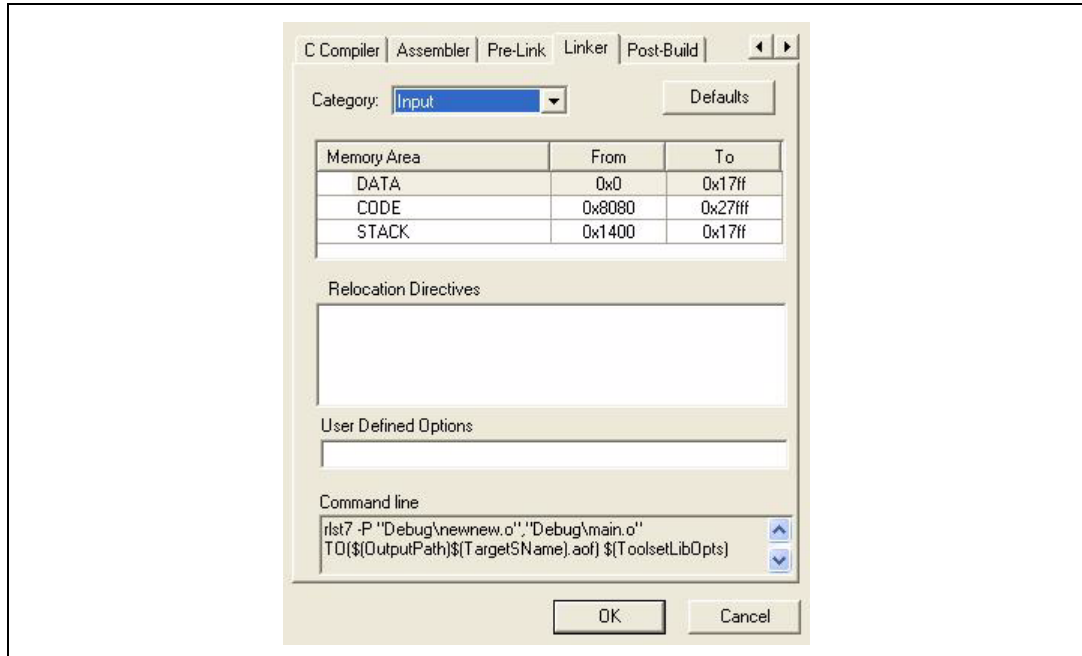 C Compiler Assembler Pre-Link Linker Post-Build
Category: Input Defaults
Memory Area From To
DATA 0x0 0x17ff
CODE 0x8080 0x27fff
STACK 0x1400 0x17ff
Relocation Directives
User Defined Options
Command line
rlst7 -P "Debug\newnew.o","Debug\main.o"
TO($(OutputPath)$(TargetSName).aof) $(ToolsetLibOpts)
OK Cancel